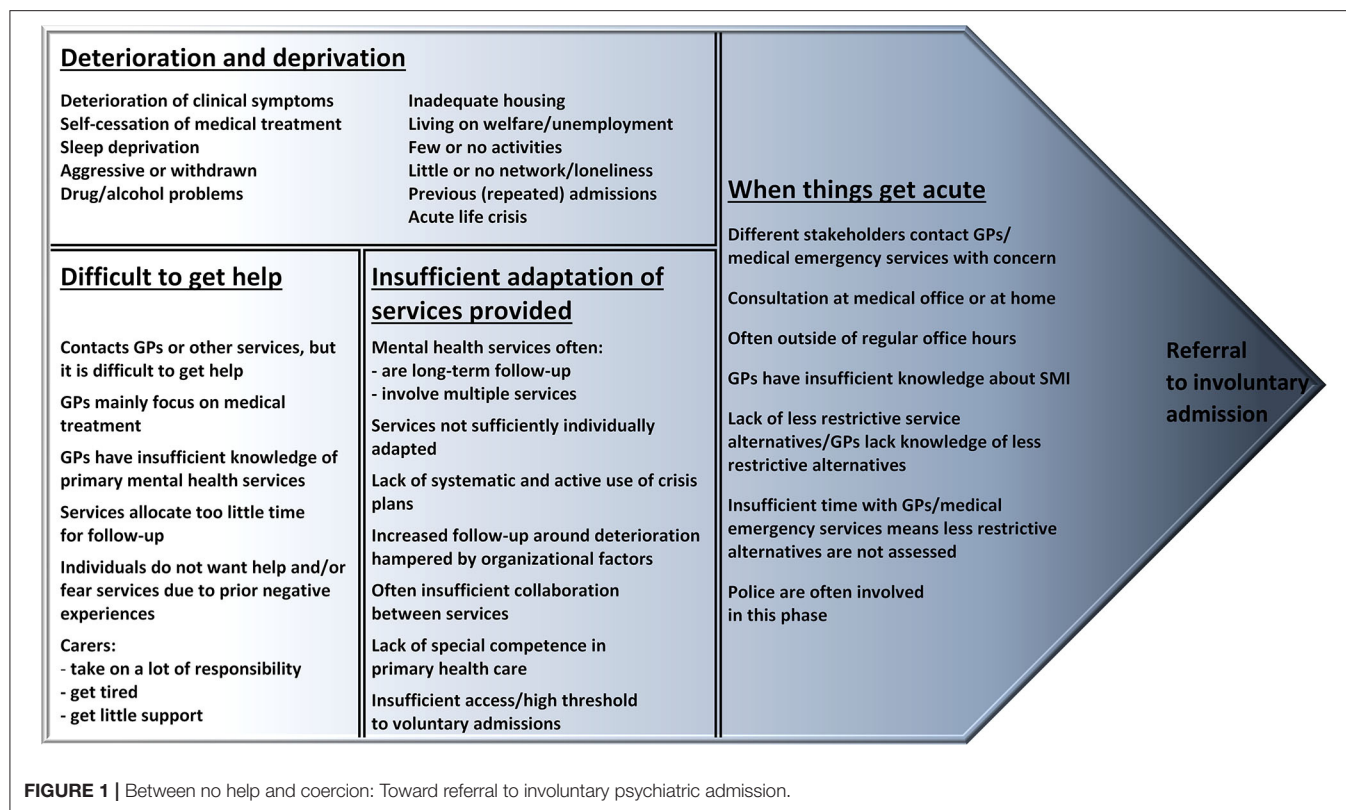 Deterioration and deprivation
Deterioration of clinical symptoms
Self-cessation of medical treatment
Sleep deprivation
Aggressive or withdrawn
Drug/alcohol problems
Inadequate housing
Living on welfare/unemployment
Few or no activities
Little or no network/loneliness
Previous (repeated) admissions
Acute life crisis
Difficult to get help
Contacts GPs or other services, but
it is difficult to get help
GPs mainly focus on medical
treatment
GPs have insufficient knowledge of
primary mental health services
Services allocate too little time
for follow-up
Individuals do not want help and/or
fear services due to prior negative
experiences
Carers:
- take on a lot of responsibility
- get tired
- get little support
Insufficient adaptation of
services provided
Mental health services often:
- are long-term follow-up
- involve multiple services
Services not sufficiently individually
adapted
Lack of systematic and active use of crisis
plans
Increased follow-up around deterioration
hampered by organizational factors
Often insufficient collaboration
between services
Lack of special competence in
primary health care
Insufficient access/high threshold
to voluntary admissions
When things get acute
Different stakeholders contact GPs/
medical emergency services with concern
Consultation at medical office or at home
Often outside of regular office hours
GPs have insufficient knowledge about SMI
Lack of less restrictive service
alternatives/GPs lack knowledge of less
restrictive alternatives
Insufficient time with GPs/medical
emergency services means less restrictive
alternatives are not assessed
Police are often involved
in this phase
Referral
to involuntary
admission
FIGURE 1 | Between no help and coercion: Toward referral to involuntary psychiatric admission.